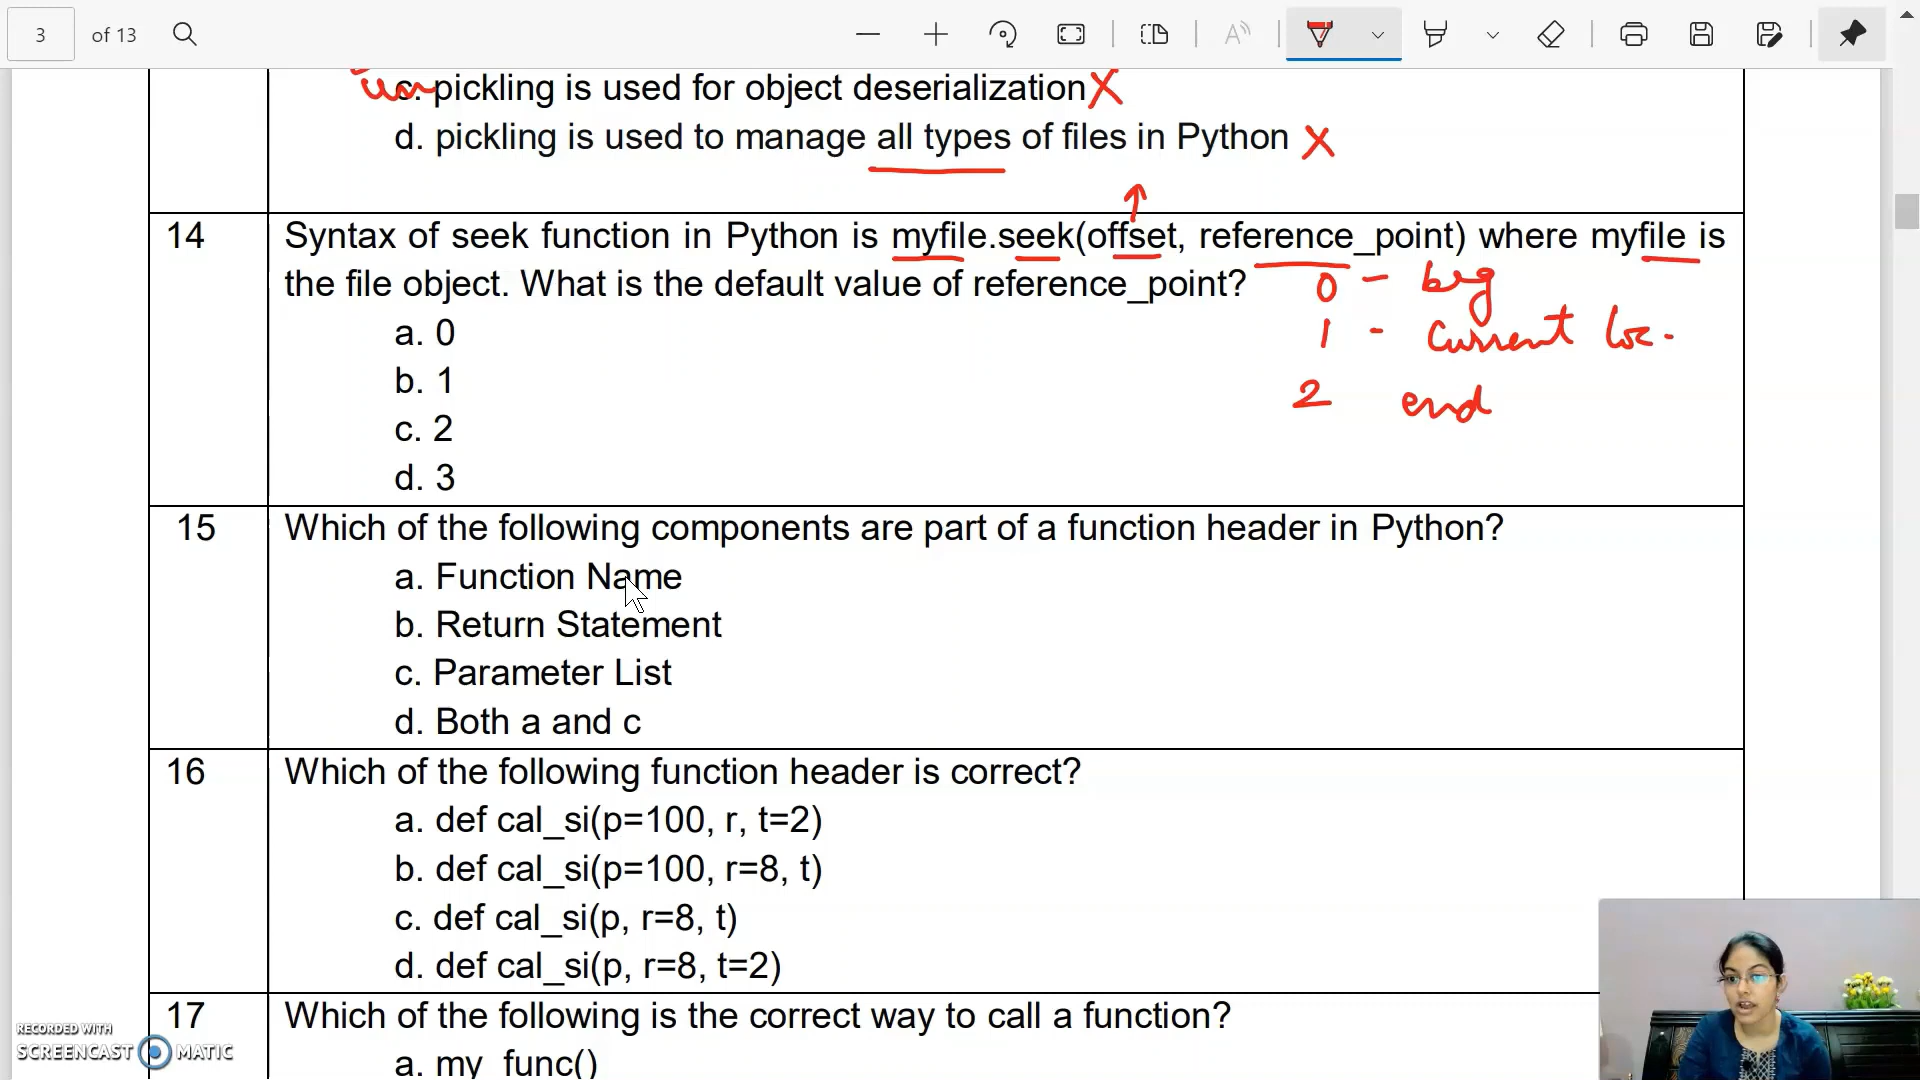 3 of 13
un
c. pickling is used for object deserialization X
d. pickling is used to manage all types of files in Python X
14 Syntax of seek function in Python is myfile.seek(offset, reference_point) where myfile is
the file object. What is the default value of reference_point?
0 - beg
a. 0
1 - Current loc.
b. 1
2 end
c. 2
d. 3
15 Which of the following components are part of a function header in Python?
a. Function Name
b. Return Statement
c. Parameter List
d. Both a and c
16 Which of the following function header is correct?
a. def cal_si(p=100, r, t=2)
b. def cal_si(p=100, r=8, t)
c. def cal_si(p, r=8, t)
d. def cal_si(p, r=8, t=2)
17 Which of the following is the correct way to call a function?
a. my_func()
RECORDED WITH
SCREENCAST MATIC